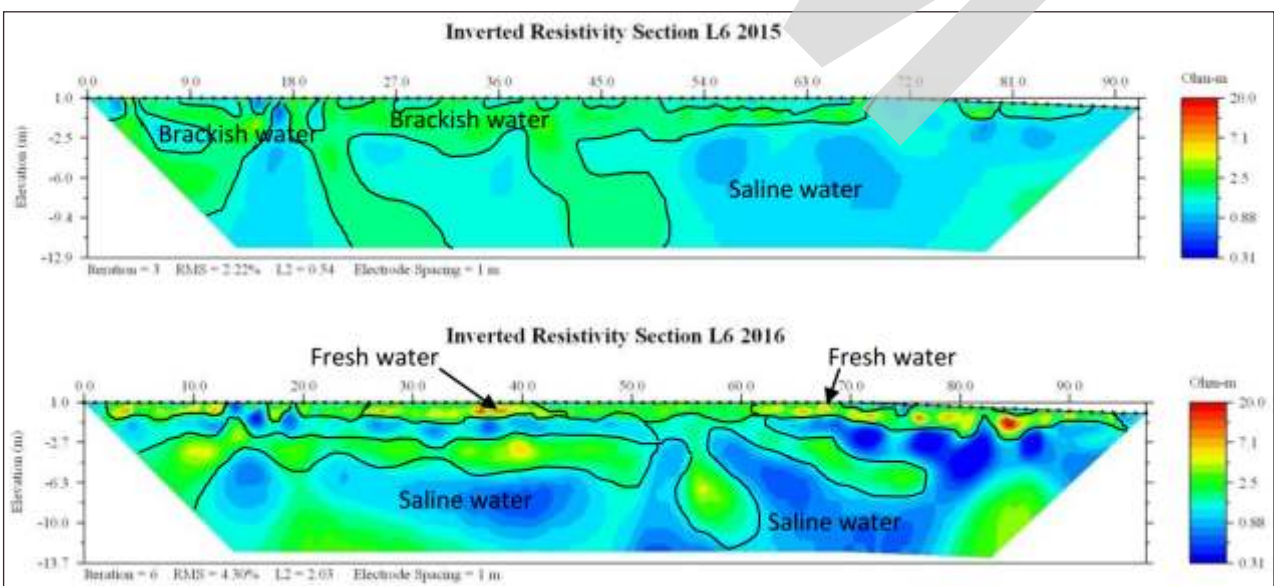 Inverted Resistivity Section L6 2015
0.0 9.0 18.0 27.0 36.0 45.0 54.0 63.0 72.0 81.0 90.0
Ohm-m
Elevation (m)
1.0
-2.5
-6.0
-9.4
-12.9
Brackish water
Brackish water
Saline water
20.0
7.1
2.5
0.88
0.31
Iteration = 3 RMS = 2.22% L2 = 0.54 Electrode Spacing = 1 m
Inverted Resistivity Section L6 2016
Fresh water
Fresh water
0.0 10.0 20.0 30.0 40.0 50.0 60.0 70.0 80.0 90.0
Ohm-m
Elevation (m)
1.0
-2.7
-6.3
-10.0
-13.7
Saline water
Saline water
20.0
7.1
2.5
0.88
0.31
Iteration = 6 RMS = 4.30% L2 = 2.03 Electrode Spacing = 1 m